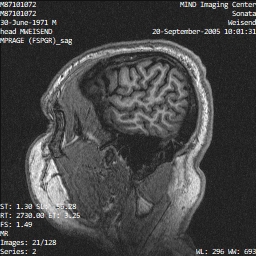 M87101072
M87101072
30-June-1971 M
head MWEISEND
MPRAGE (FSPGR)_sag
MIND Imaging Center
Sonata
Weisend
20-September-2005 10:01:31
ST: 1.30 SL:
RT: 2730.00 ET: 3.25
FS: 1.49
MR
Images: 21/128
Series: 2
WL: 296 WW: 693